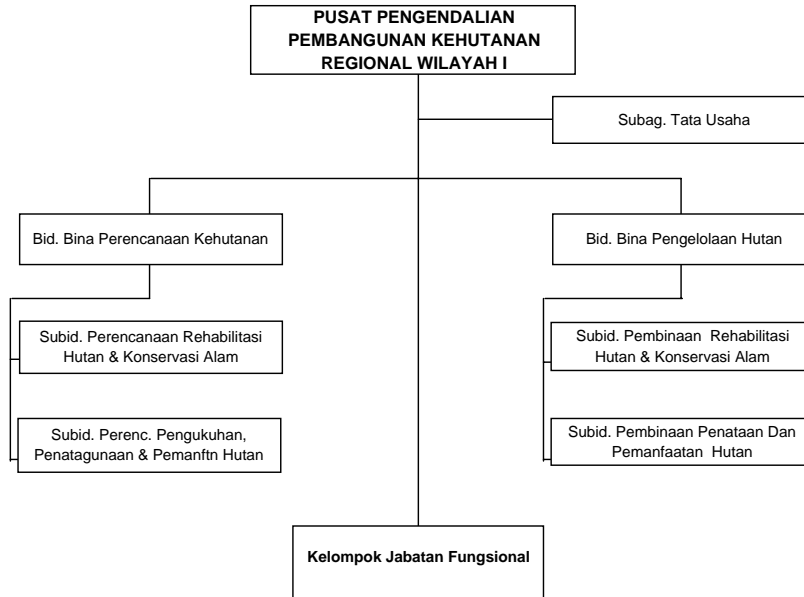 PUSAT PENGENDALIAN
PEMBANGUNAN KEHUTANAN
REGIONAL WILAYAH I
Subag. Tata Usaha
Bid. Bina Perencanaan Kehutanan
Bid. Bina Pengelolaan Hutan
Subid. Perencanaan Rehabilitasi
Hutan & Konservasi Alam
Subid. Pembinaan Rehabilitasi
Hutan & Konservasi Alam
Subid. Perenc. Pengukuhan,
Penatagunaan & Pemanftn Hutan
Subid. Pembinaan Penataan Dan
Pemanfaatan Hutan
Kelompok Jabatan Fungsional